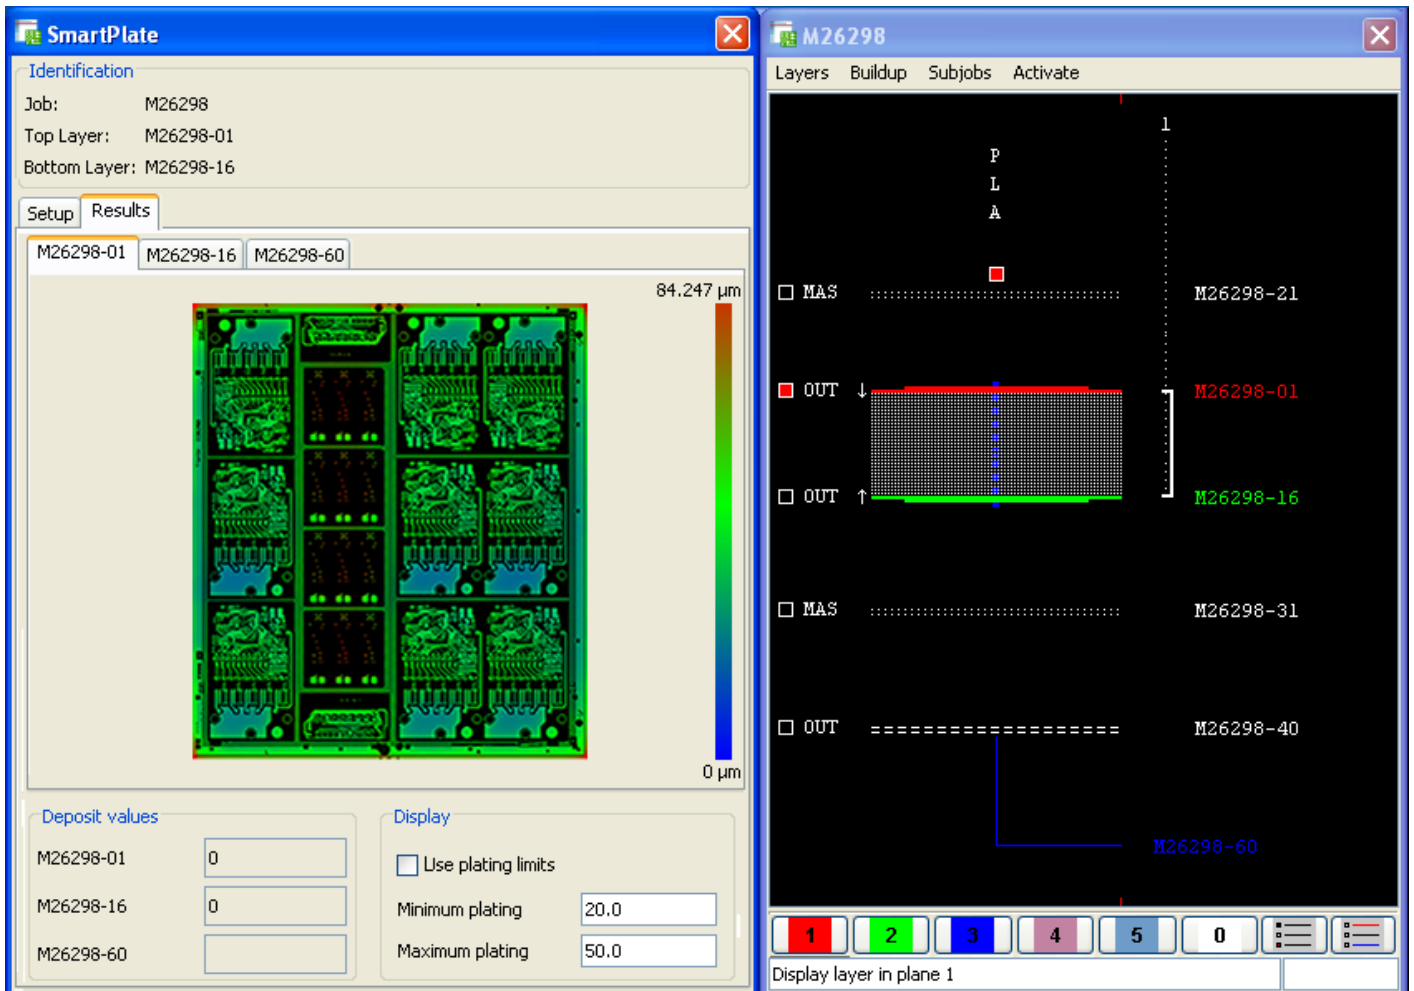 SmartPlate
Identification
Job: M26298
Top Layer: M26298-01
Bottom Layer: M26298-16
Setup Results
M26298-01 M26298-16 M26298-60
84.247 µm
0 µm
Deposit values
M26298-01 0
M26298-16 0
M26298-60
Display
Use plating limits
Minimum plating 20.0
Maximum plating 50.0
M26298
Layers Buildup Subjobs Activate
1
P
L
A
MAS M26298-21
OUT ↓ M26298-01
OUT ↑ M26298-16
MAS M26298-31
OUT M26298-40
M26298-60
1 2 3 4 5 0
Display layer in plane 1